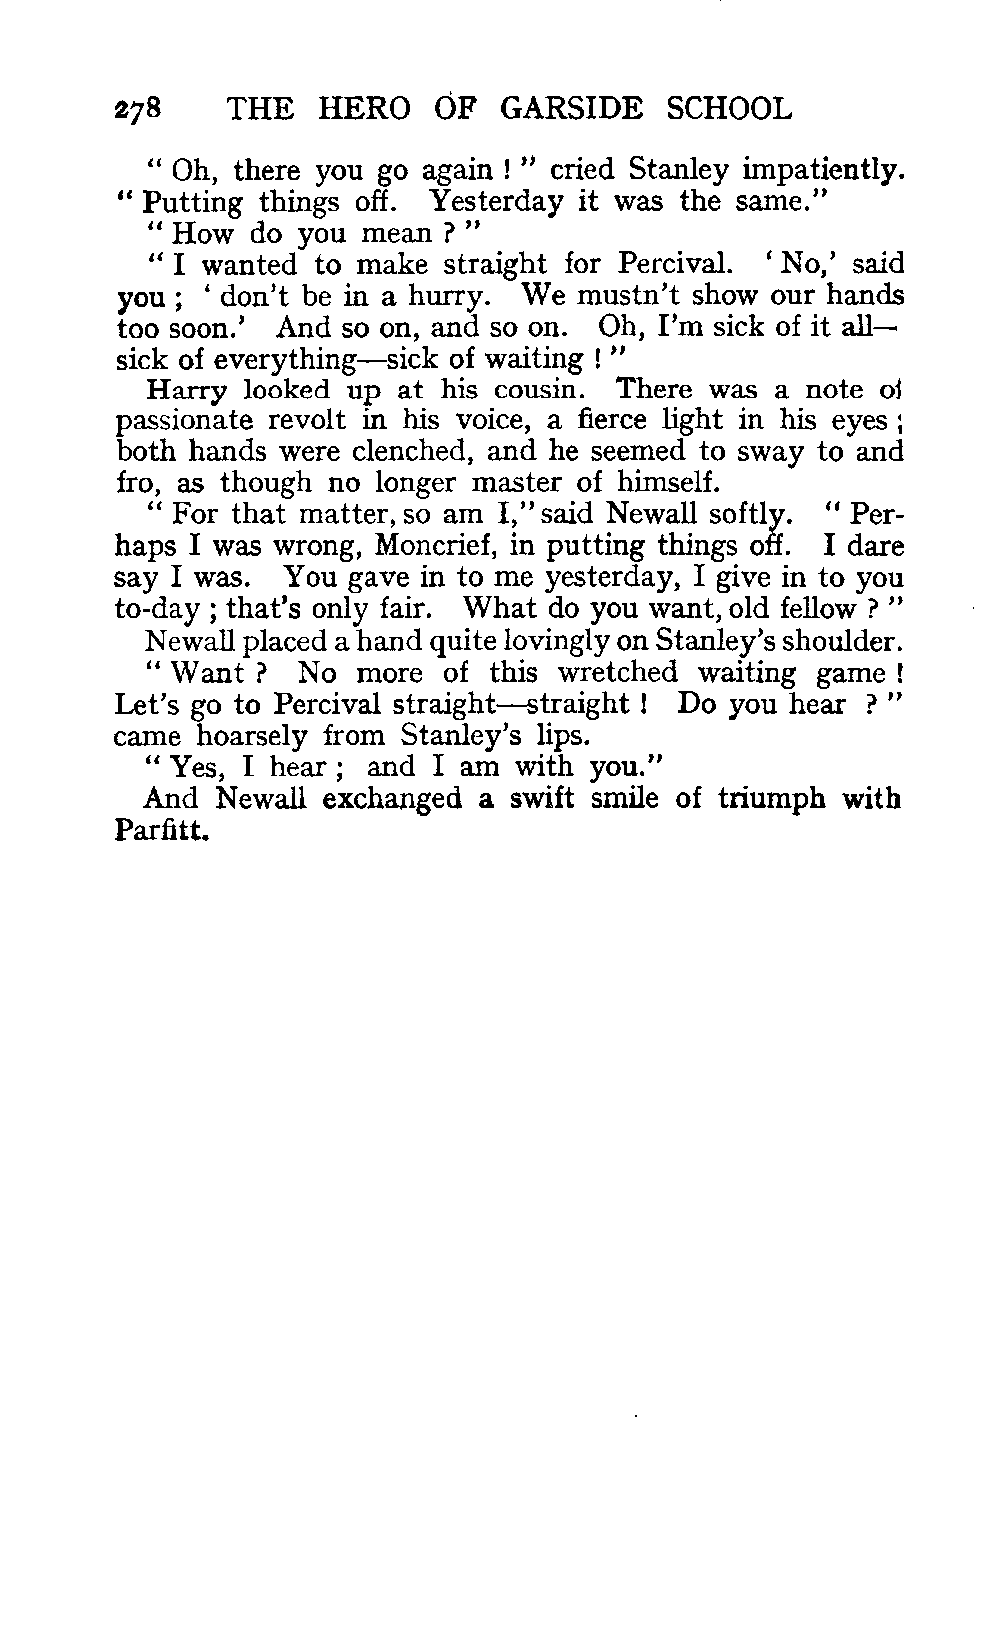 278 THE HERO OF GARSIDE SCHOOL
" Oh, there you go again ! " cried Stanley impatiently.
" Putting things off. Yesterday it was the same."
" How do you mean ? "
" I wanted to make straight for Percival. ' No,' said
you ; ' don't be in a hurry. We mustn't show our hands
too soon.' And so on, and so on. Oh, I'm sick of it all—
sick of everything—sick of waiting ! "
Harry looked up at his cousin. There was a note of
passionate revolt in his voice, a fierce light in his eyes ;
both hands were clenched, and he seemed to sway to and
fro, as though no longer master of himself.
" For that matter, so am I," said Newall softly. " Per-
haps I was wrong, Moncrief, in putting things off. I dare
say I was. You gave in to me yesterday, I give in to you
to-day ; that's only fair. What do you want, old fellow ? "
Newall placed a hand quite lovingly on Stanley's shoulder.
" Want ? No more of this wretched waiting game !
Let's go to Percival straight—straight ! Do you hear ? "
came hoarsely from Stanley's lips.
" Yes, I hear ; and I am with you."
And Newall exchanged a swift smile of triumph with
Parfitt.